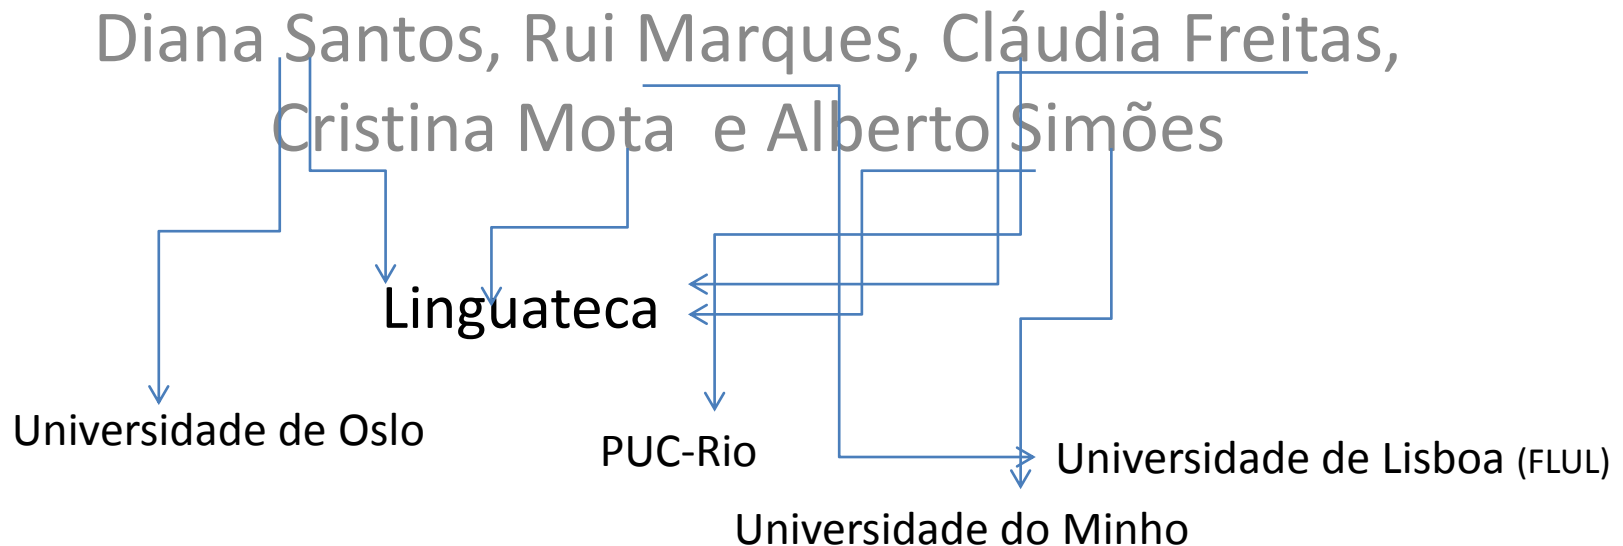 Diana Santos, Rui Marques, Cláudia Freitas,
Cristina Mota e Alberto Simões
Linguateca
Universidade de Oslo
PUC-Rio
Universidade de Lisboa (FLUL)
Universidade do Minho